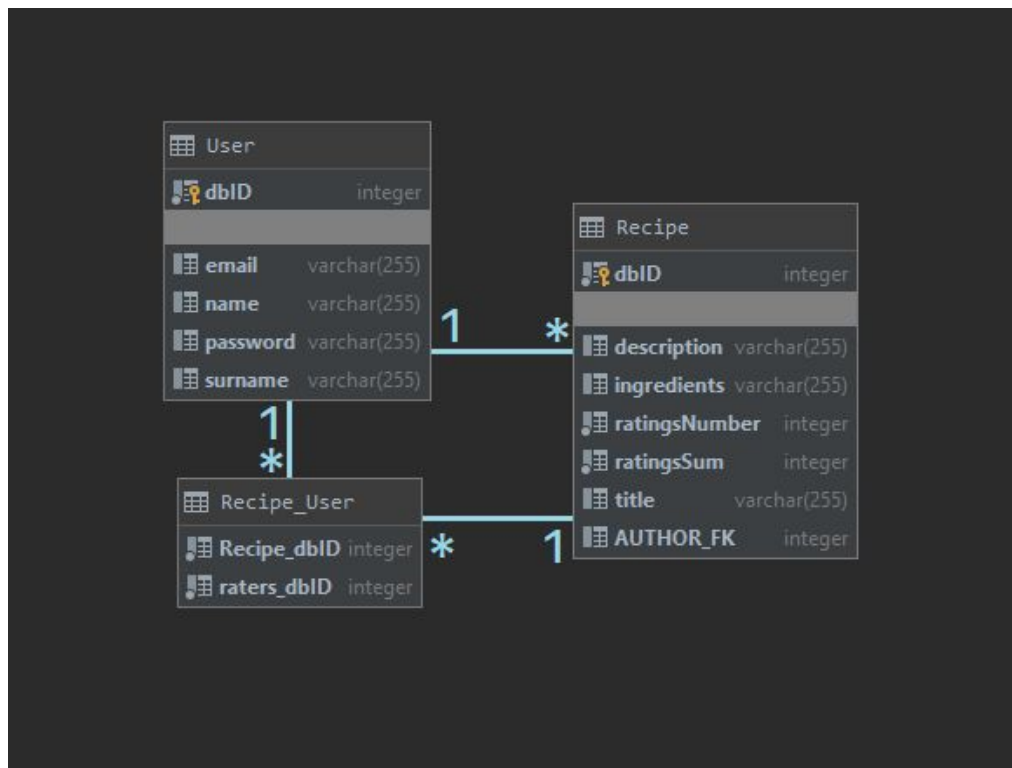 User
dbID integer
email varchar(255)
name varchar(255)
password varchar(255)
surname varchar(255)
1
*
1
*
Recipe
dbID integer
description varchar(255)
ingredients varchar(255)
ratingsNumber integer
ratingsSum integer
title varchar(255)
AUTHOR_FK integer
Recipe_User
Recipe_dbID integer
raters_dbID integer
*
1